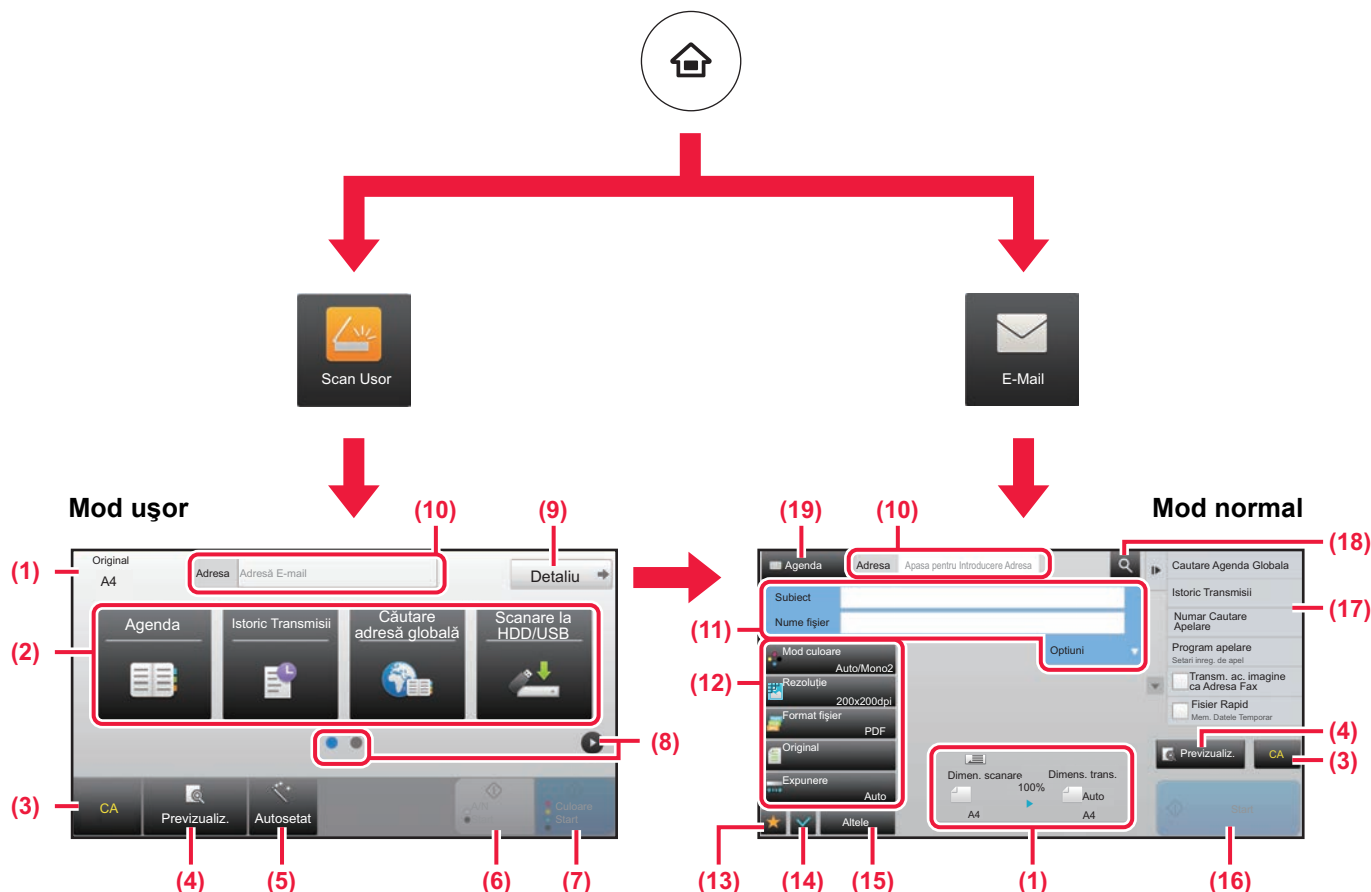 Scan Usor
E-Mail
Mod uşor
(10)
(9)
(19)
(10)
Mod normal
(18)
(1)
Original
A4
Adresa
Adresă E-mail
Detaliu
Agenda
Adresa
Apasa pentru Introducere Adresa
Cautare Agenda Globala
Istoric Transmisii
(17)
Numar Cautare
Apelare
Program apelare
Setari inreg. de apel
Transm. ac. imagine
ca Adresa Fax
Fisier Rapid
Mem. Datele Temporar
(2)
Agenda
Istoric Transmisii
Căutare
adresă globală
Scanare la
HDD/USB
(11)
Subiect
Nume fişier
Optiuni
(12)
Mod culoare
Auto/Mono2
Rezoluție
200x200dpi
Format fişier
PDF
Original
Expunere
Auto
(8)
(4)
Previzualiz.
CA
(3)
Dimen. scanare
100%
Dimens. trans.
Auto
A4
A4
(3)
CA
Previzualiz.
Autosetat
A/N
Culoare
Start
Altele
Start
(4)
(5)
(6)
(7)
(13)
(14)
(15)
(1)
(16)